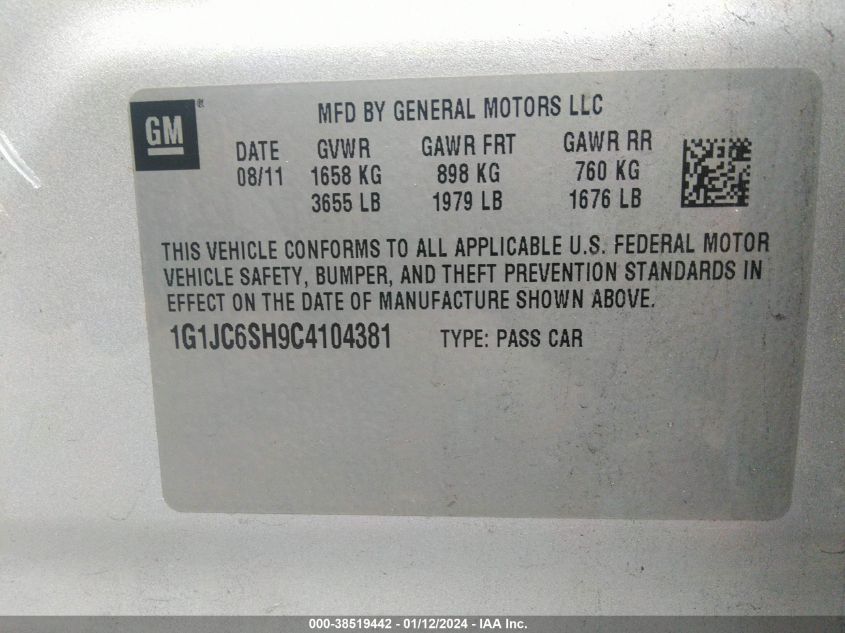 GM®
MFD BY GENERAL MOTORS LLC
DATE GVWR GAWR FRT GAWR RR
08/11 1658 KG 898 KG 760 KG
3655 LB 1979 LB 1676 LB
THIS VEHICLE CONFORMS TO ALL APPLICABLE U.S. FEDERAL MOTOR
VEHICLE SAFETY, BUMPER, AND THEFT PREVENTION STANDARDS IN
EFFECT ON THE DATE OF MANUFACTURE SHOWN ABOVE.
1G1JC6SH9C4104381 TYPE: PASS CAR
000-38519442 - 01/12/2024 - IAA Inc.